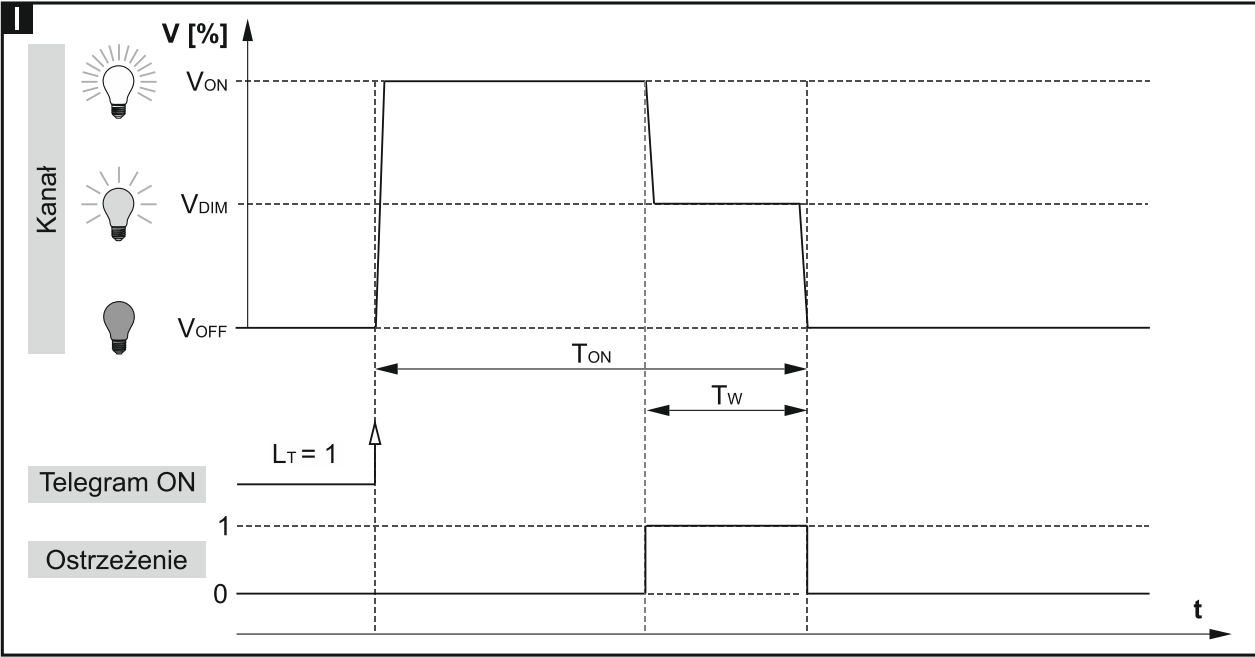 I
V [%]
VON
Kanał
VDIM
VOFF
TON
TW
LT = 1
Telegram ON
1
Ostrzeżenie
0
t